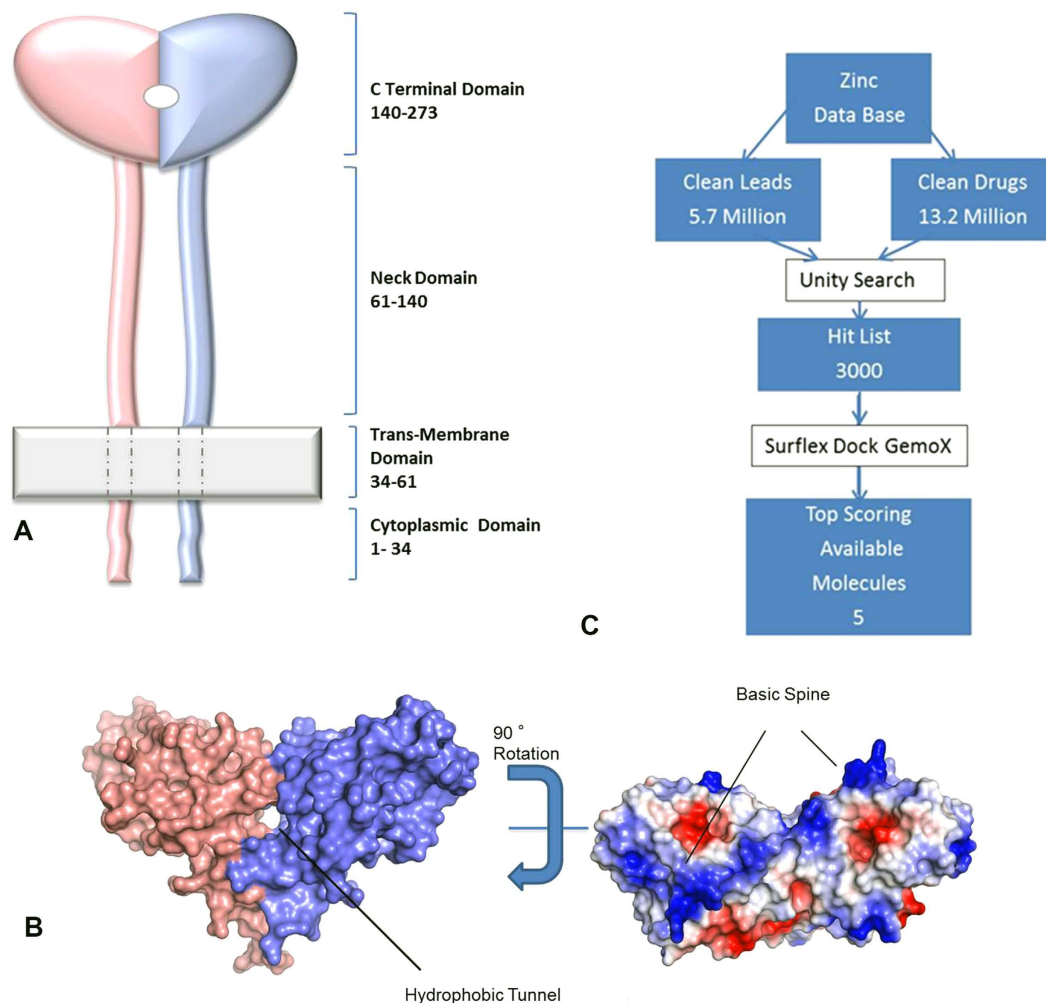 C Terminal Domain
140-273
Neck Domain
61-140
Trans-Membrane
Domain
34-61
Cytoplasmic Domain
1- 34
A
Zinc
Data Base
Clean Leads
5.7 Million
Clean Drugs
13.2 Million
Unity Search
Hit List
3000
Surflex Dock GemoX
Top Scoring
Available
Molecules
5
C
Basic Spine
90 °
Rotation
B
Hydrophobic Tunnel